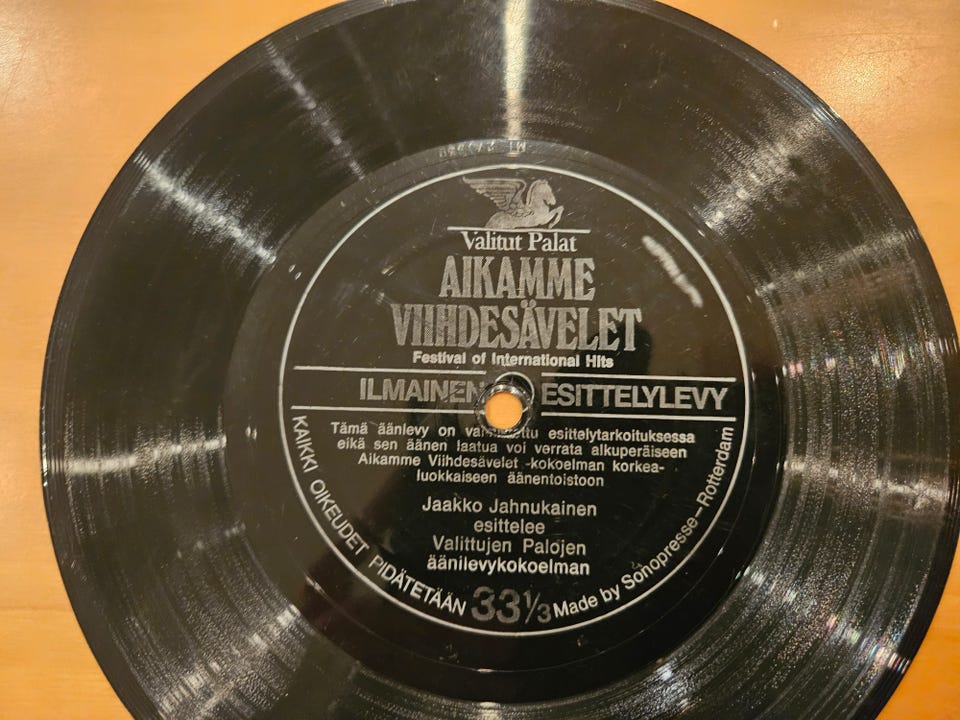 Valitut Palat
AIKAMME
VIIHDESÄVELET
Festival of International Hits
ILMAINEN ESITTELYLEVY
Tämä äänlevy on valmistettu esittelytarkoituksessa
eikä sen äänen laatua voi verrata alkuperäiseen
Aikamme Viihdesävelet -kokoelman korkea-
luokkaiseen äänentoistoon
Jaakko Jahnukainen
esittelee
Valittujen Palojen
äänilevykokoelman
KAIKKI OIKEUDET PIDÄTETÄÄN
33⅓
Made by Sonopresse-Rotterdam